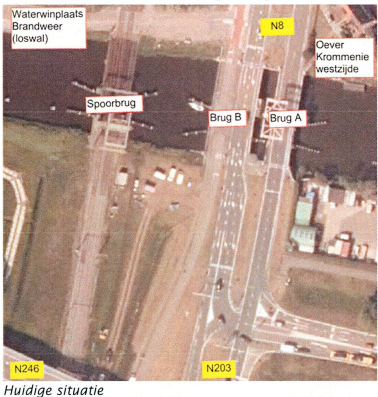 Waterwinplaats
Brandweer
(loswal)
N8
Oever
Krommenie
westzijde
Spoorbrug
Brug B
Brug A
N246
N203
Huidige situatie